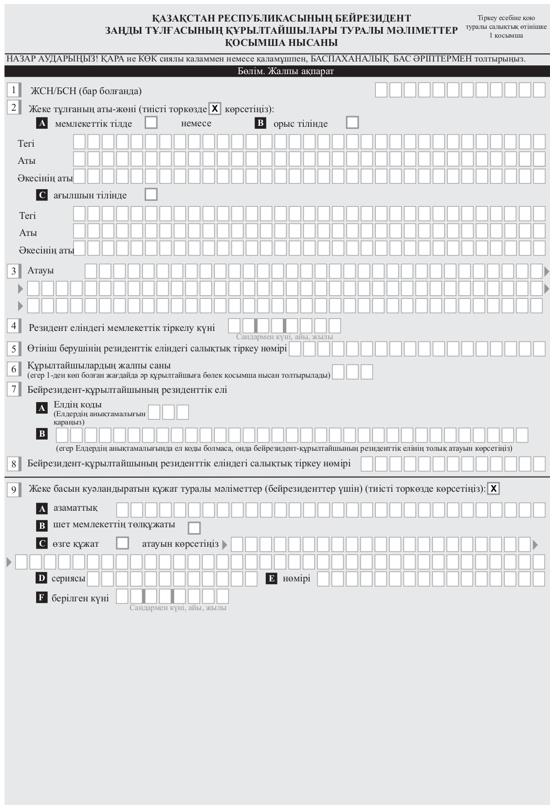 ҚАЗАҚСТАН РЕСПУБЛИКАСЫНЫҢ БЕЙРЕЗИДЕНТ
ЗАҢДЫ ТҰЛҒАСЫНЫҢ ҚҰРЫЛТАЙШЫЛАРЫ ТУРАЛЫ МӘЛІМЕТТЕР
ҚОСЫМША НЫСАНЫ
Тіркеу есебіне қою
туралы салықтық өтінішке
1 қосымша
НАЗАР АУДАРЫҢЫЗ! ҚАРА не КӨК сиялы қаламмен немесе қаламұшпен, БАСПАХАНАЛЫҚ БАС ӘРІПТЕРМЕН толтырыңыз.
Бөлім. Жалпы ақпарат
1 ЖСН/БСН (бар болғанда)
2 Жеке тұлғаның аты-жөні (тиісті торкөзде X көрсетіңіз):
A мемлекеттік тілде немесе B орыс тілінде
Тегі
Аты
Әкесінің аты
C ағылшын тілінде
Тегі
Аты
Әкесінің аты
3 Атауы
4 Резидент еліндегі мемлекеттік тіркелу күні
Сандармен күні, айы, жылы
5 Өтініш берушінің резиденттік еліндегі салықтық тіркеу нөмірі
6 Құрылтайшылардың жалпы саны
(егер 1-ден көп болған жағдайда әр құрылтайшыға бөлек қосымша нысан толтырылады)
7 Бейрезидент-құрылтайшының резиденттік елі
A Елдің коды
(Елдердің анықтамалығын
қараңыз)
B
(егер Елдердің анықтамалығында ел коды болмаса, онда бейрезидент-құрылтайшының резиденттік елінің толық атауын көрсетіңіз)
8 Бейрезидент-құрылтайшының резиденттік еліндегі салықтық тіркеу нөмірі
9 Жеке басын куәландыратын құжат туралы мәліметтер (бейрезиденттер үшін) (тиісті торкөзде көрсетіңіз): X
A азаматтық
B шет мемлекеттің төлқұжаты
C өзге құжат атауын көрсетіңіз
D сериясы E нөмірі
F берілген күні
Сандармен күні, айы, жылы